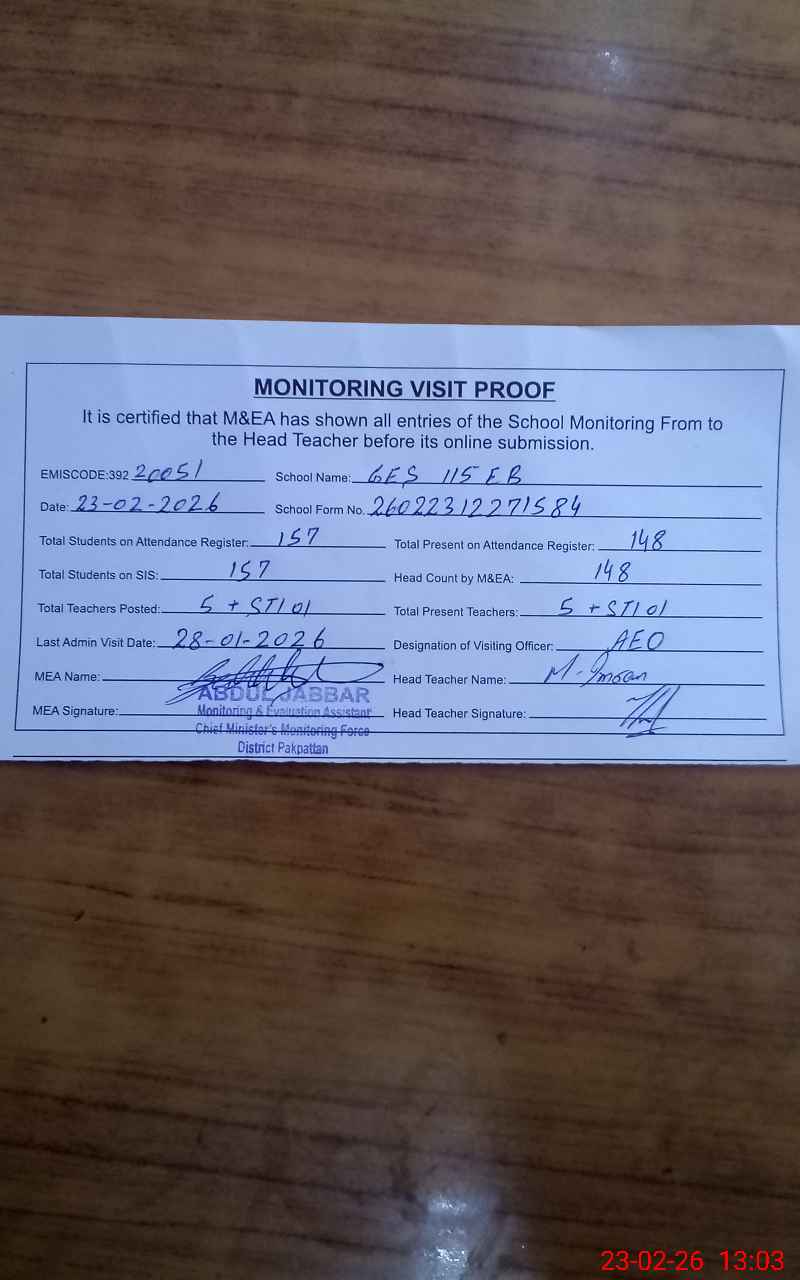 MONITORING VISIT PROOF
It is certified that M&EA has shown all entries of the School Monitoring From to
the Head Teacher before its online submission.
EMISCODE:392 20051 School Name: GES 115 EB
Date: 23-02-2026 School Form No. 26022312271584
Total Students on Attendance Register: 157 Total Present on Attendance Register: 148
Total Students on SIS: 157 Head Count by M&EA: 148
Total Teachers Posted: 5 + STI 01 Total Present Teachers: 5 + STI 01
Last Admin Visit Date: 28-01-2026 Designation of Visiting Officer: AEO
MEA Name: Head Teacher Name: M. Imran
ABDUL JABBAR
MEA Signature: Monitoring & Evaluation Assistant Head Teacher Signature:
Chief Minister's Monitoring Force
District Pakpattan
23-02-26 13:03